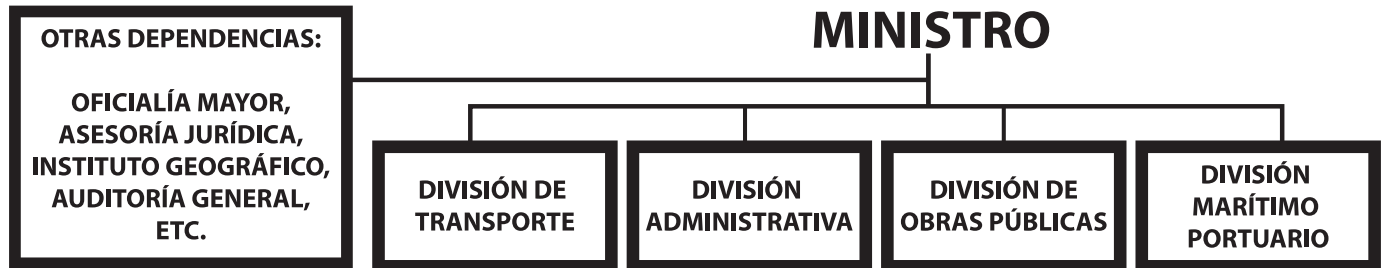 OTRAS DEPENDENCIAS:
OFICIALÍA MAYOR,
ASESORÍA JURÍDICA,
INSTITUTO GEOGRÁFICO,
AUDITORÍA GENERAL,
ETC.
MINISTRO
DIVISIÓN DE
TRANSPORTE
DIVISIÓN
ADMINISTRATIVA
DIVISIÓN DE
OBRAS PÚBLICAS
DIVISIÓN
MARÍTIMO
PORTUARIO